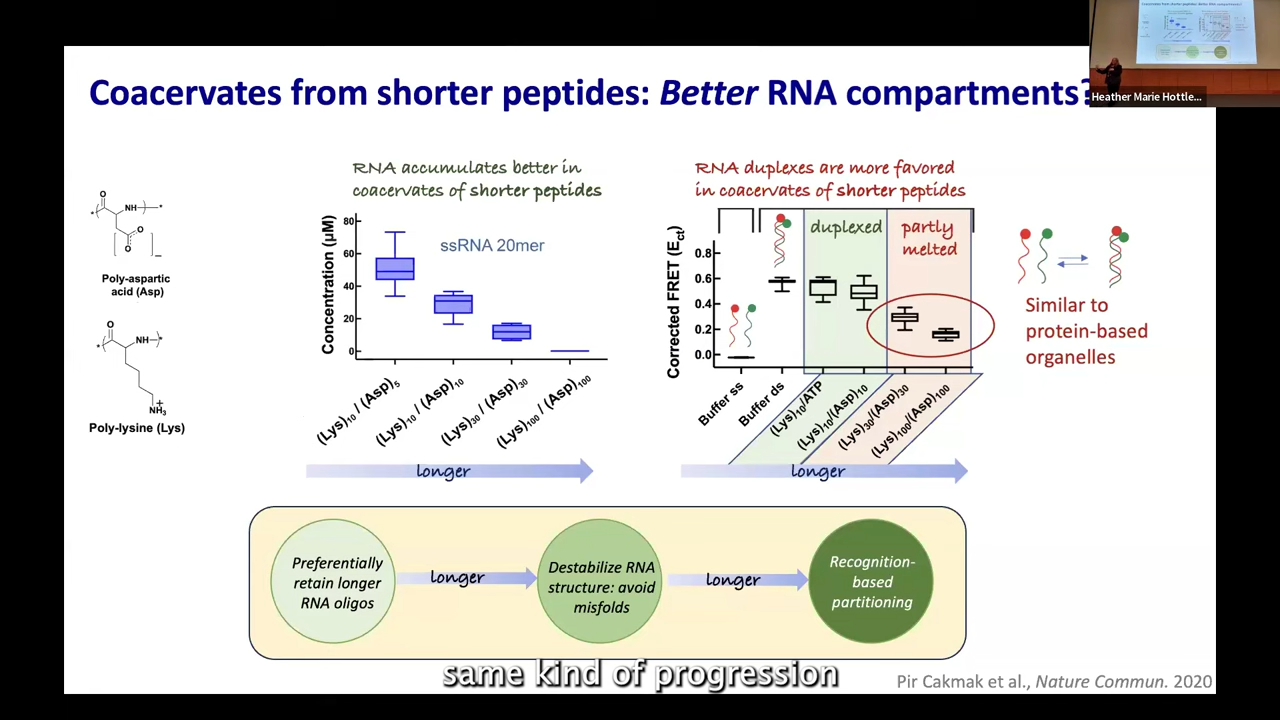 Coacervates from shorter peptides: Better RNA compartments?
Heather Marie Hottle...
RNA accumulates better in
coacervates of shorter peptides
Concentration (μM)
80
60
40
20
0
ssRNA 20mer
(Lys)10 / (Asp)5
(Lys)10 / (Asp)10
(Lys)30 / (Asp)30
(Lys)100 / (Asp)100
longer
RNA duplexes are more favored
in coacervates of shorter peptides
Corrected FRET (Ect)
0.8
0.6
0.4
0.2
0.0
duplexed
partly
melted
Buffer ss
Buffer ds
(Lys)10/ATP
(Lys)10/(Asp)10
(Lys)30/(Asp)30
(Lys)100/(Asp)100
longer
Similar to
protein-based
organelles
O
NH
*
*
O
O
−
Poly-aspartic
acid (Asp)
O
NH
*
*
NH3
+
Poly-lysine (Lys)
Preferentially
retain longer
RNA oligos
longer
Destabilize RNA
structure: avoid
misfolds
longer
Recognition-
based
partitioning
same kind of progression
Pir Cakmak et al., Nature Commun. 2020